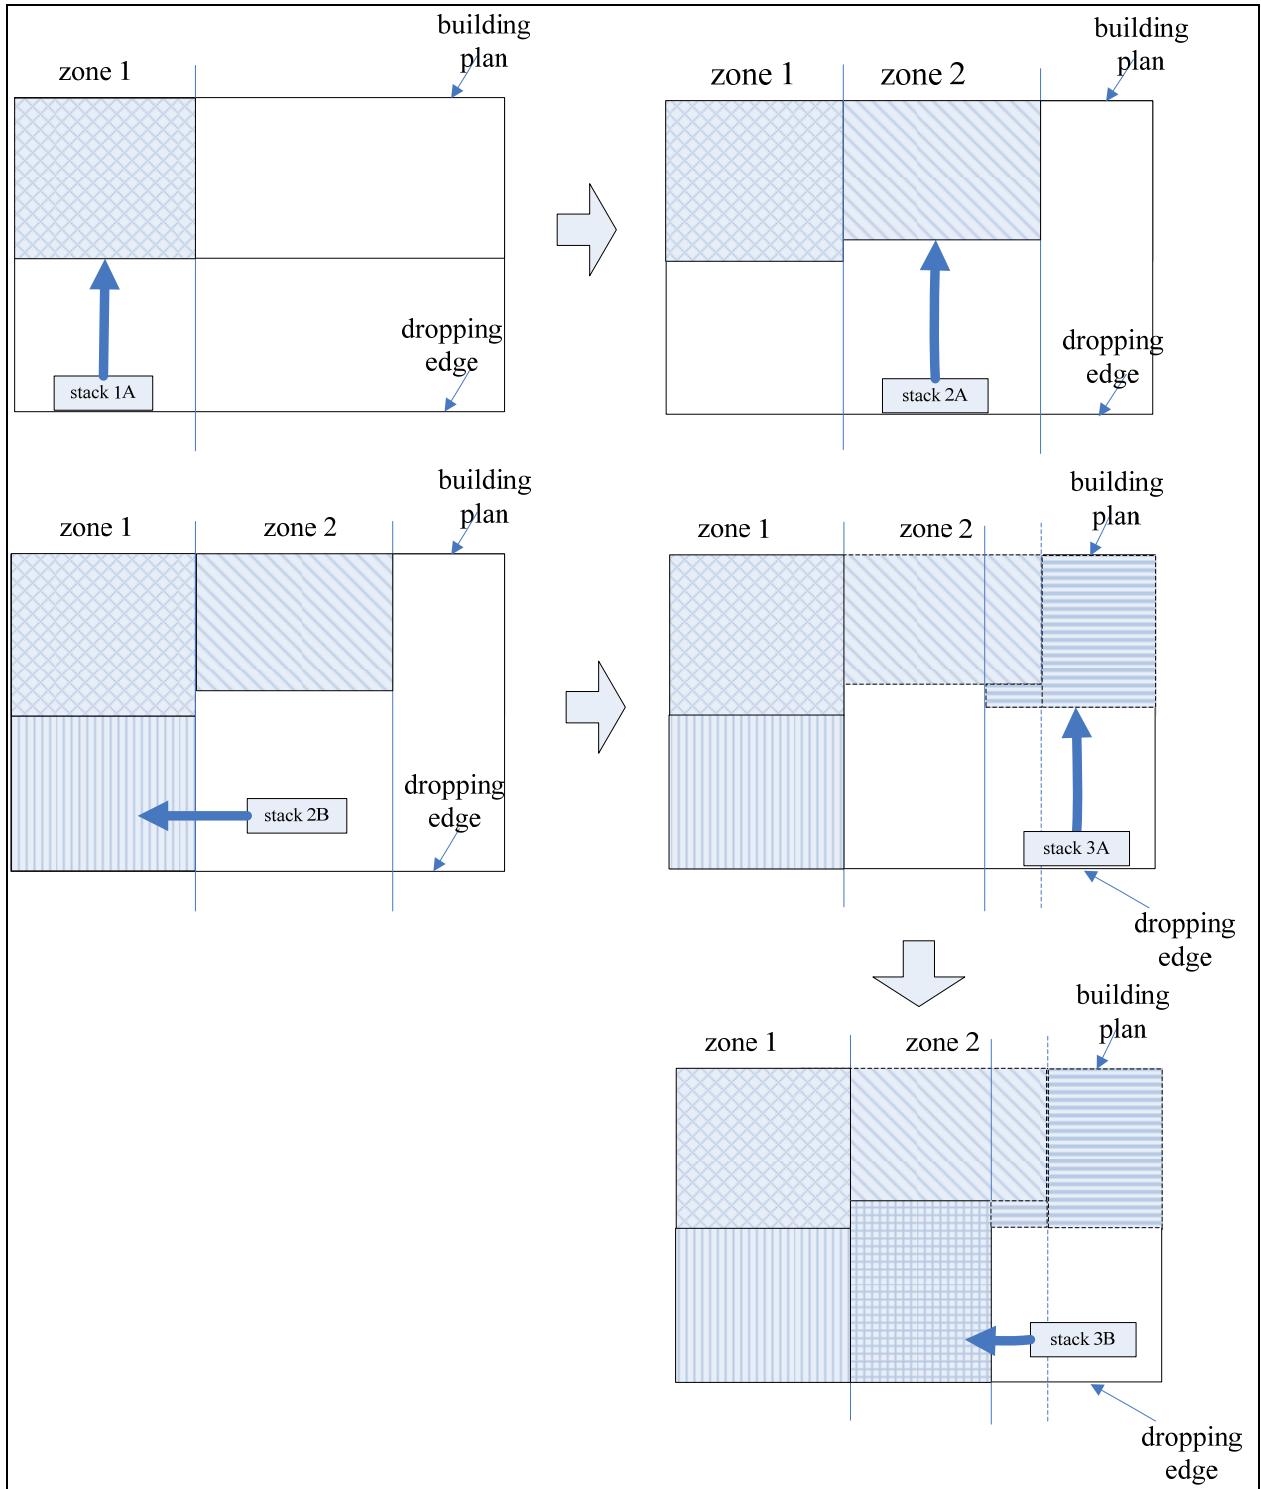 building
plan
zone 1
dropping
edge
stack 1A
building
plan
zone 1
zone 2
dropping
edge
stack 2A
building
plan
zone 1
zone 2
dropping
edge
stack 2B
building
plan
zone 1
zone 2
stack 3A
dropping
edge
building
plan
zone 1
zone 2
stack 3B
dropping
edge